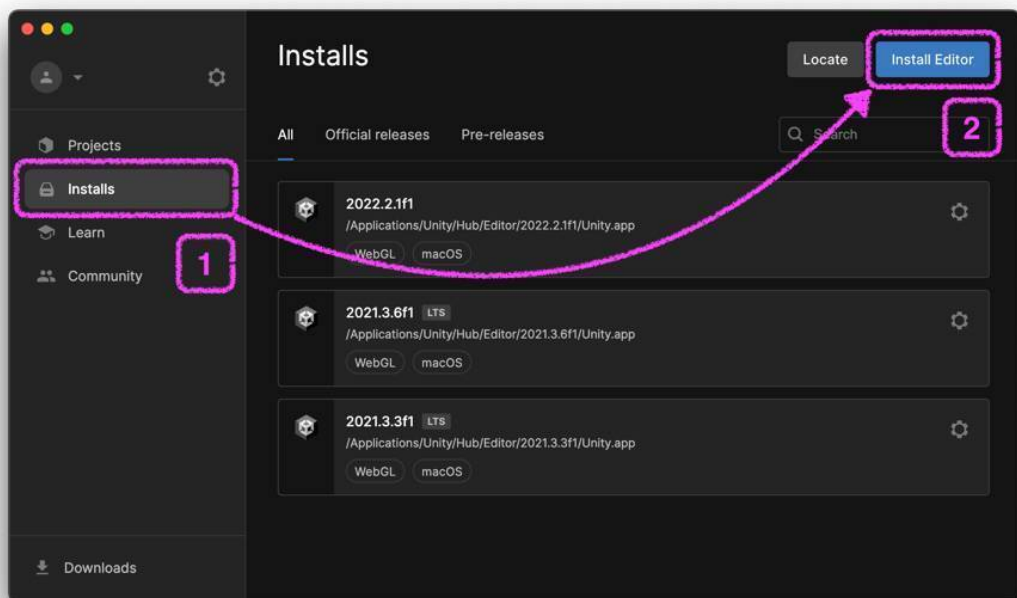 Installs
Locate
Install Editor
2
All
Official releases
Pre-releases
Search
Projects
Installs
Learn
1
Community
2022.2.1f1
/Applications/Unity/Hub/Editor/2022.2.1f1/Unity.app
WebGL
macOS
2021.3.6f1 LTS
/Applications/Unity/Hub/Editor/2021.3.6f1/Unity.app
WebGL
macOS
2021.3.3f1 LTS
/Applications/Unity/Hub/Editor/2021.3.3f1/Unity.app
WebGL
macOS
Downloads